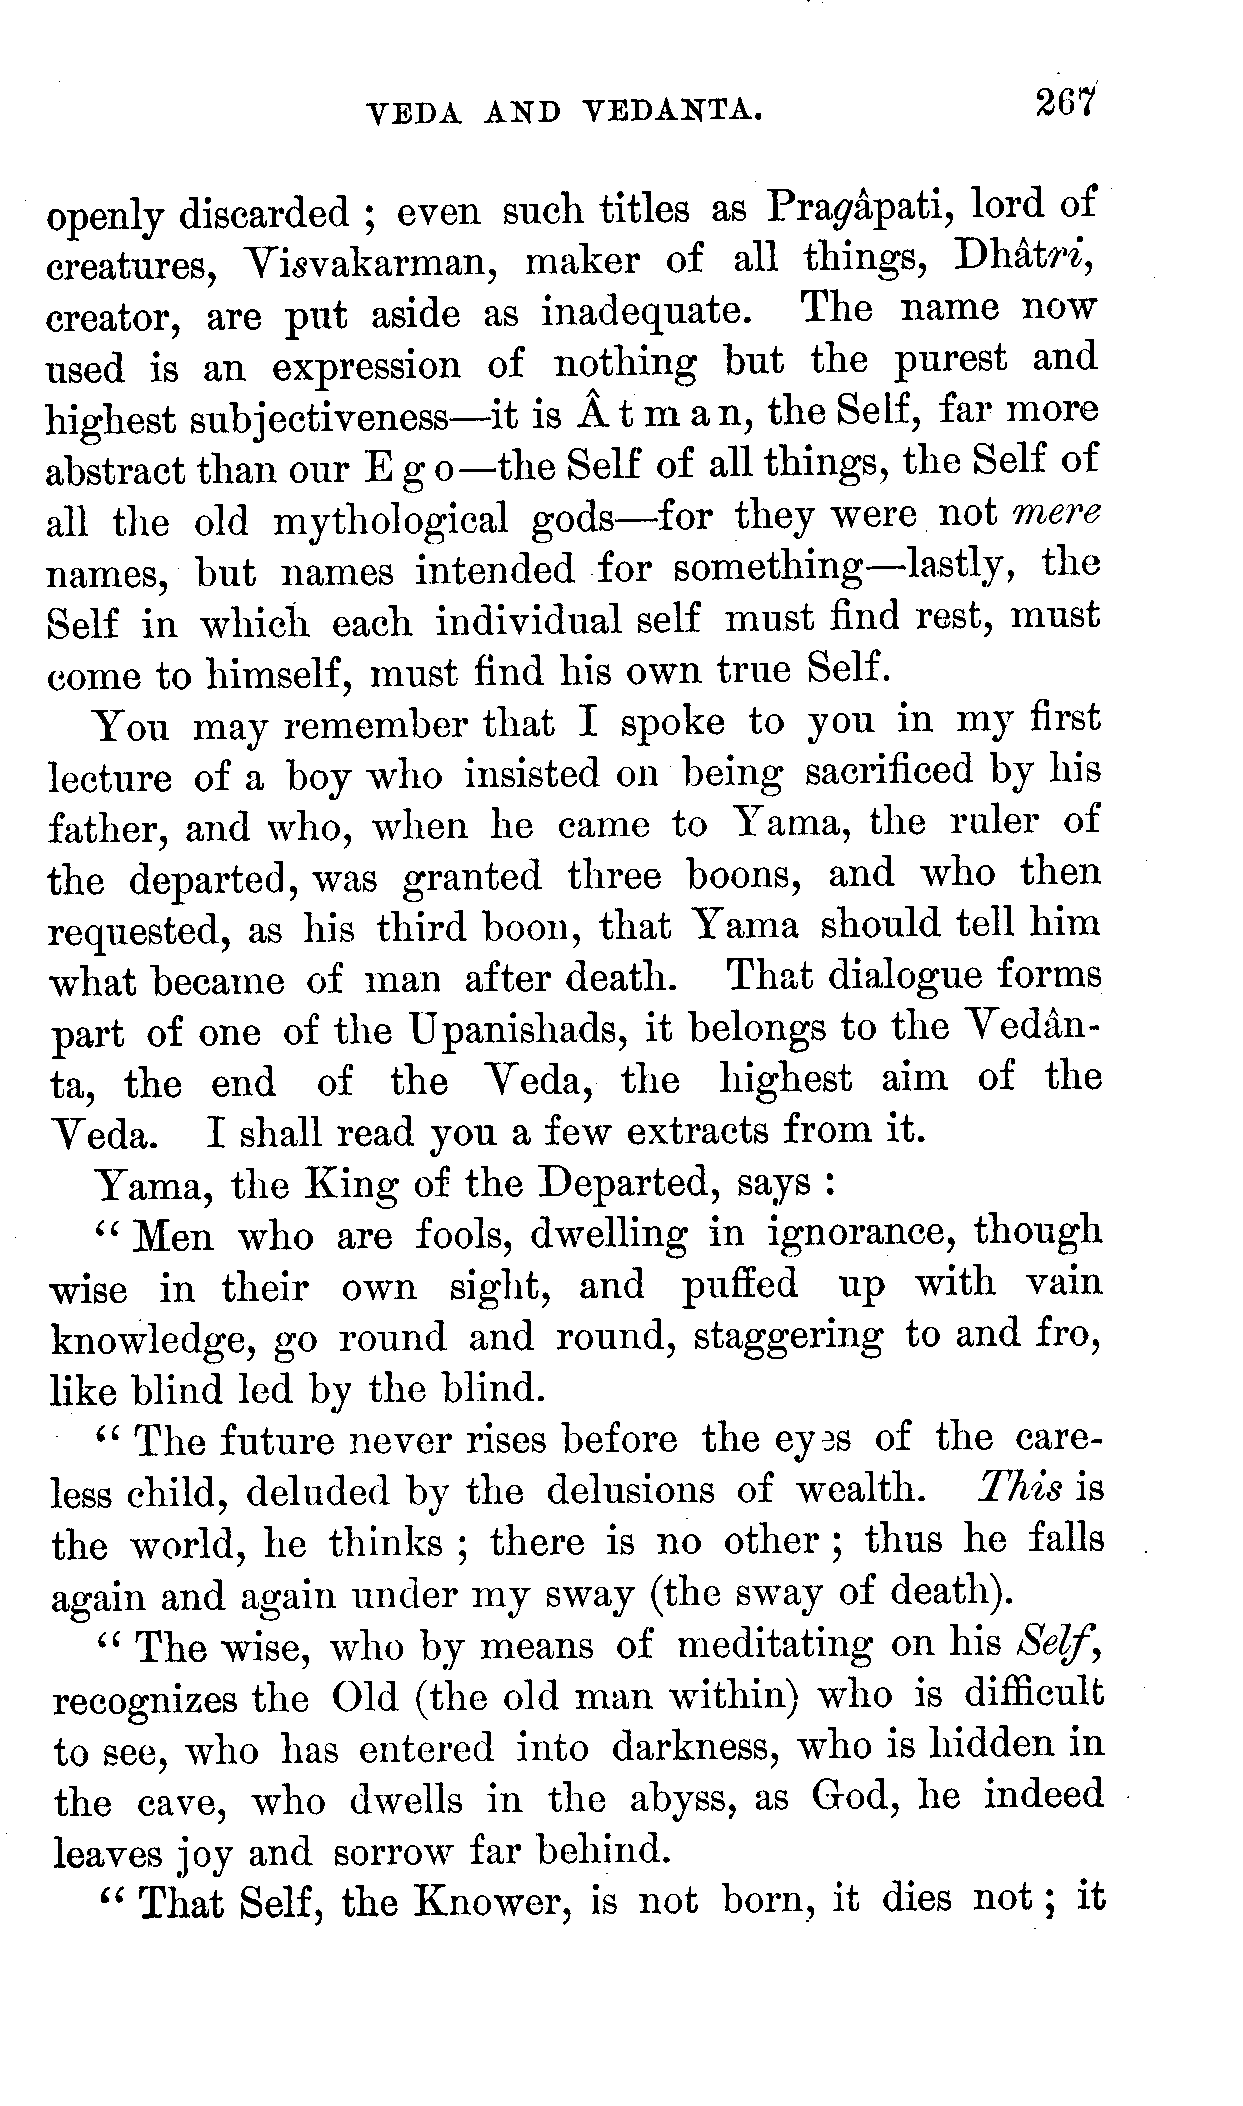 VEDA AND VEDANTA. 267
openly discarded ; even such titles as Pragâpati, lord of
creatures, Visvakarman, maker of all things, Dhâtri,
creator, are put aside as inadequate. The name now
used is an expression of nothing but the purest and
highest subjectiveness—it is Â t m a n, the Self, far more
abstract than our E g o—the Self of all things, the Self of
all the old mythological gods—for they were not mere
names, but names intended for something—lastly, the
Self in which each individual self must find rest, must
come to himself, must find his own true Self.
You may remember that I spoke to you in my first
lecture of a boy who insisted on being sacrificed by his
father, and who, when he came to Yama, the ruler of
the departed, was granted three boons, and who then
requested, as his third boon, that Yama should tell him
what became of man after death. That dialogue forms
part of one of the Upanishads, it belongs to the Vedân-
ta, the end of the Veda, the highest aim of the
Veda. I shall read you a few extracts from it.
Yama, the King of the Departed, says :
“ Men who are fools, dwelling in ignorance, though
wise in their own sight, and puffed up with vain
knowledge, go round and round, staggering to and fro,
like blind led by the blind.
“ The future never rises before the eyes of the care-
less child, deluded by the delusions of wealth. This is
the world, he thinks ; there is no other ; thus he falls
again and again under my sway (the sway of death).
“ The wise, who by means of meditating on his Self,
recognizes the Old (the old man within) who is difficult
to see, who has entered into darkness, who is hidden in
the cave, who dwells in the abyss, as God, he indeed
leaves joy and sorrow far behind.
“ That Self, the Knower, is not born, it dies not ; it